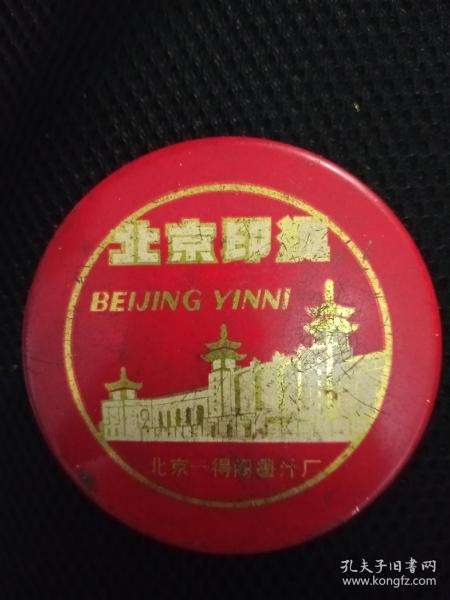 北京印泥
BEIJING YINNI
北京一得阁墨汁厂
孔夫子旧书网
www.kongfz.com